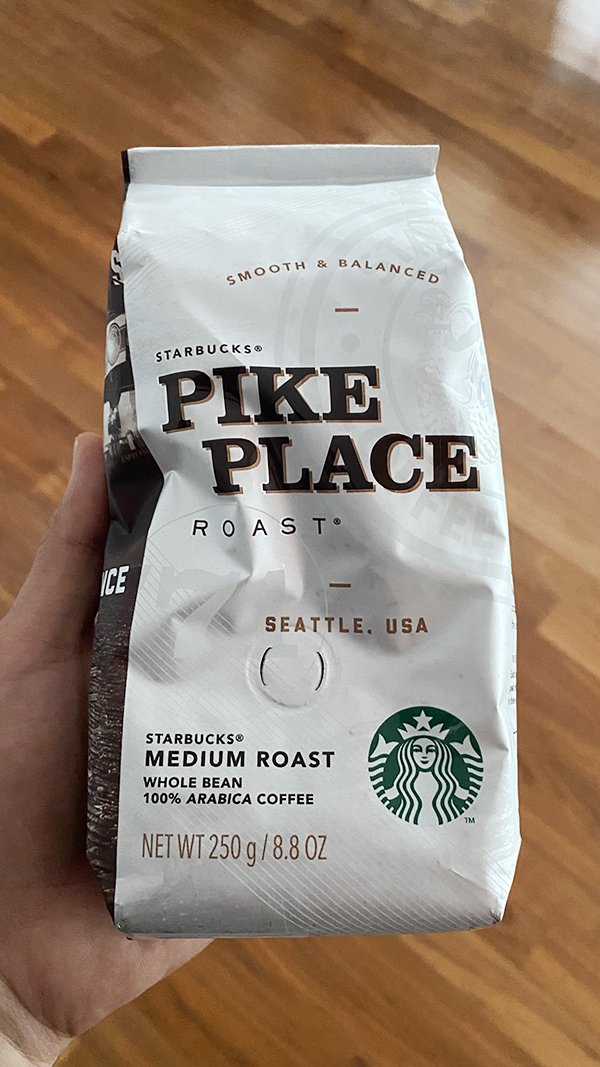 SMOOTH & BALANCED
STARBUCKS®
PIKE
PLACE
ROAST®
SEATTLE, USA
STARBUCKS®
MEDIUM ROAST
WHOLE BEAN
100% ARABICA COFFEE
NET WT 250 g / 8.8 OZ
TM